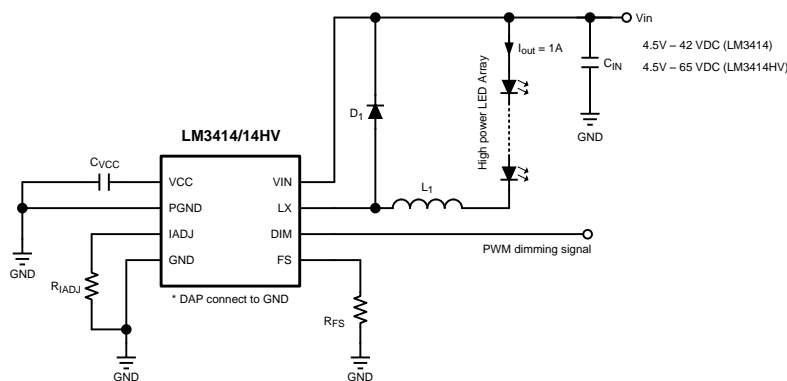 Vin
Iout = 1A
4.5V – 42 VDC (LM3414)
4.5V – 65 VDC (LM3414HV)
CIN
GND
High power LED Array
D1
LM3414/14HV
CVCC
VCC
VIN
L1
PGND
LX
IADJ
DIM
PWM dimming signal
GND
FS
GND
RIADJ
* DAP connect to GND
RFS
GND
GND